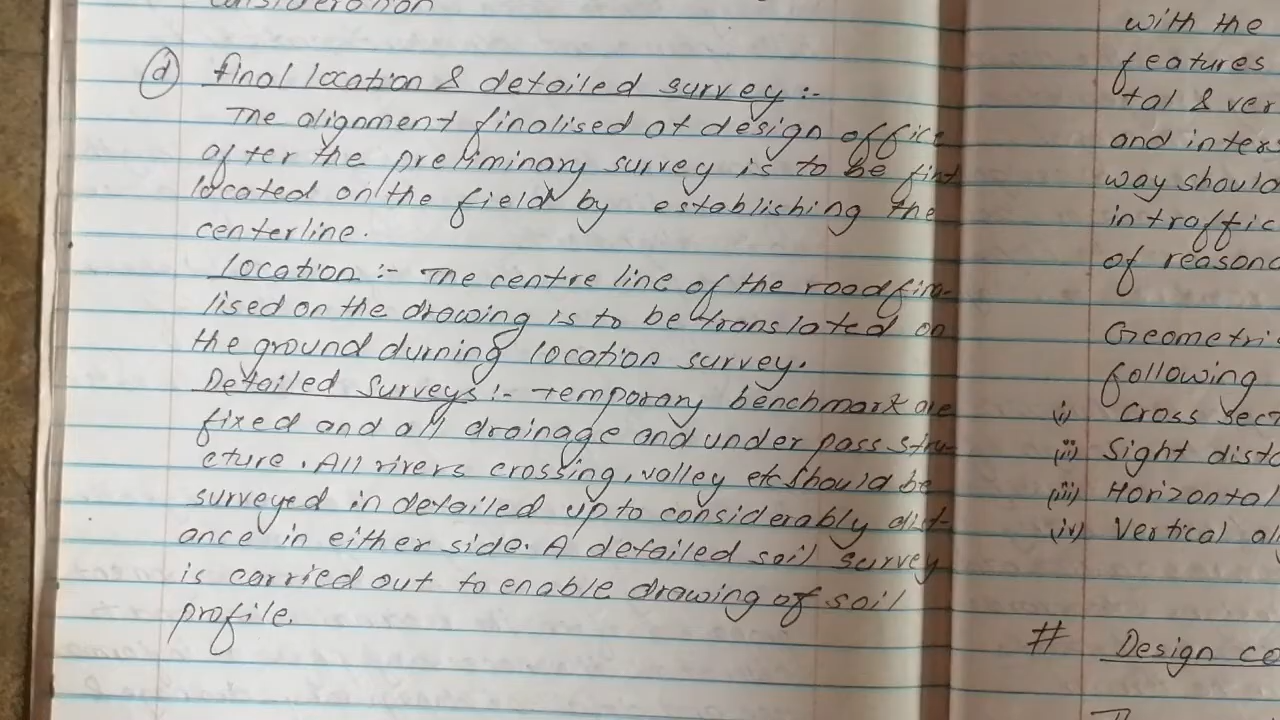 consideration
(d) final location & detailed survey :-
The alignment finalised at design office
after the preliminary survey is to be first
located on the field by establishing the
centerline.
location :- The centre line of the road fina-
lised on the drawing is to be translated on
the ground durning location survey.
Detailed surveys :- temporary benchmark are
fixed and all drainage and under pass stru-
cture. All rivers crossing, valley etc should be
surveyed in detailed up to considerably dist-
ance in either side. A detailed soil survey
is carried out to enable drawing of soil
profile.
with the
features
tal & ver
and inters
way should
in traffic
of reason
Geometri
following
(i) Cross sect
(ii) Sight dista
(iii) Horizontal
(iv) Vertical al
# Design co